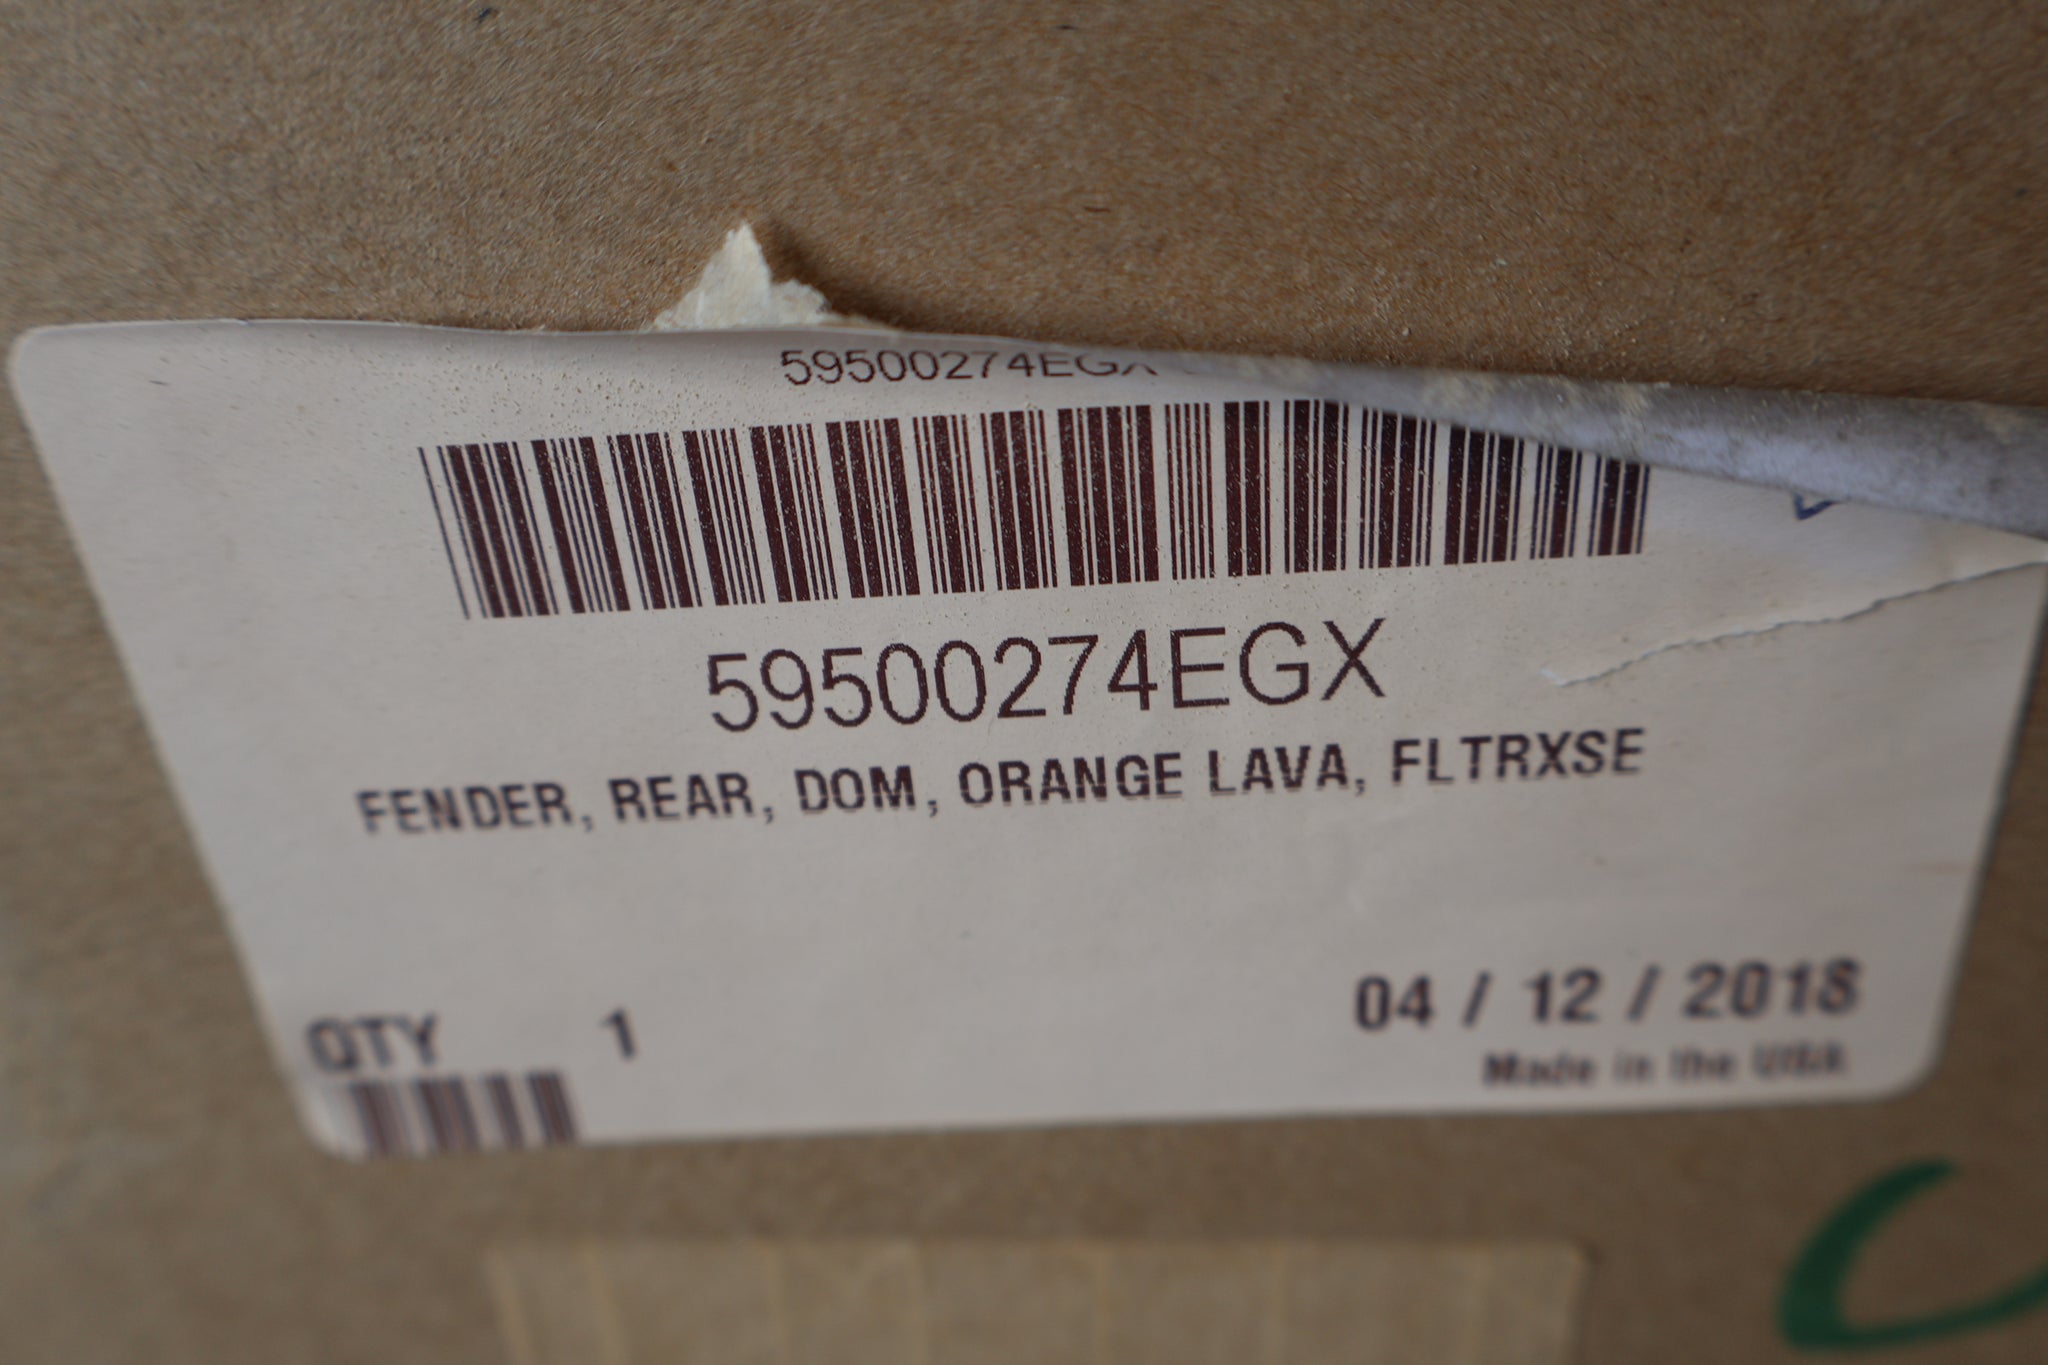 59500274EGX
59500274EGX
FENDER, REAR, DOM, ORANGE LAVA, FLTRXSE
QTY 1
04 / 12 / 2018
Made in the USA